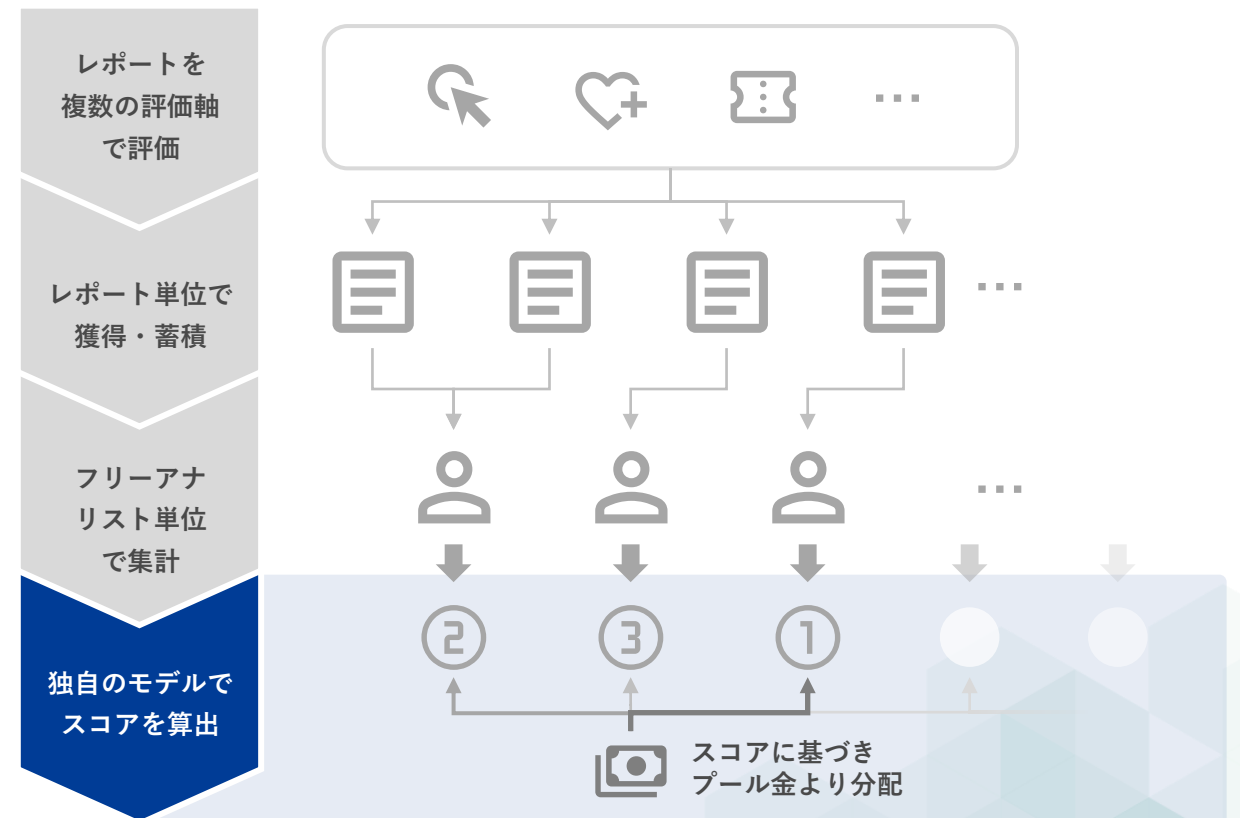 レポートを
複数の評価軸
で評価
…
レポート単位で
獲得・蓄積
…
フリーアナ
リスト単位
で集計
…
独自のモデルで
スコアを算出
2 3 1
スコアに基づき
プール金より分配